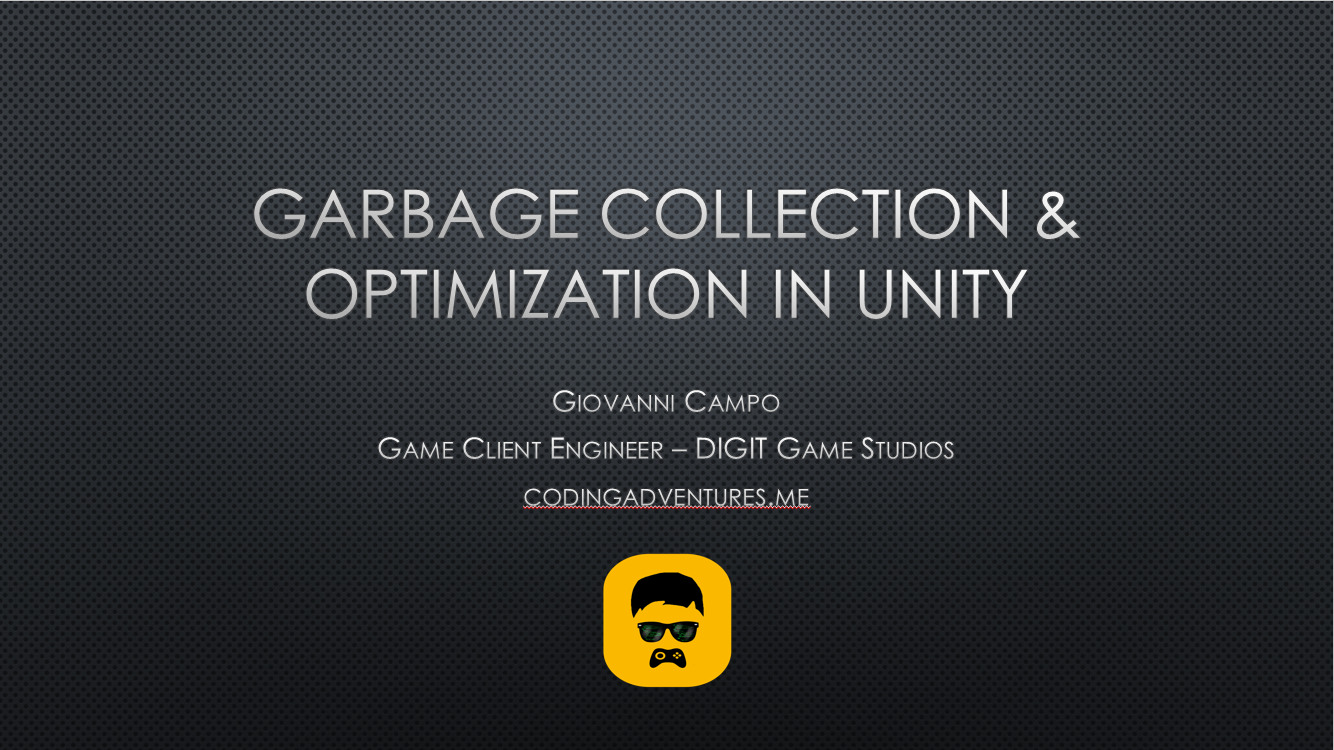 GARBAGE COLLECTION &
OPTIMIZATION IN UNITY
GIOVANNI CAMPO
GAME CLIENT ENGINEER – DIGIT GAME STUDIOS
CODINGADVENTURES.ME